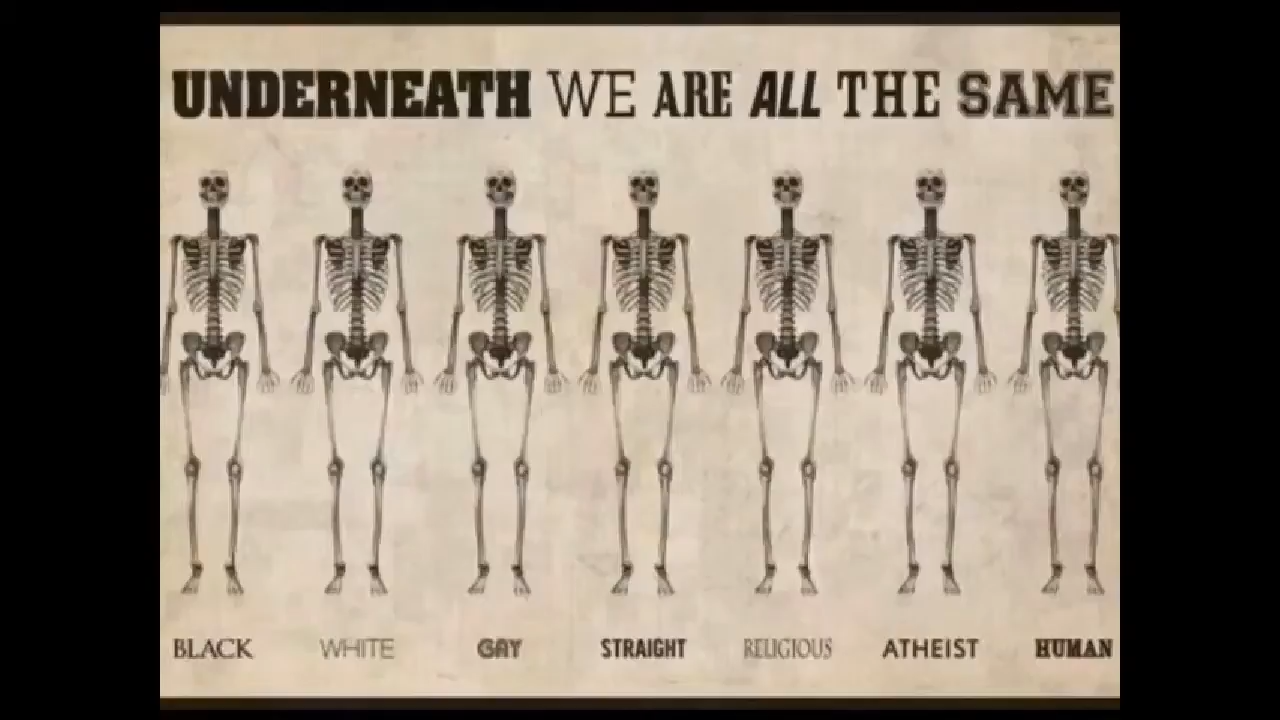 UNDERNEATH WE ARE ALL THE SAME
BLACK WHITE GAY STRAIGHT RELIGIOUS ATHEIST HUMAN